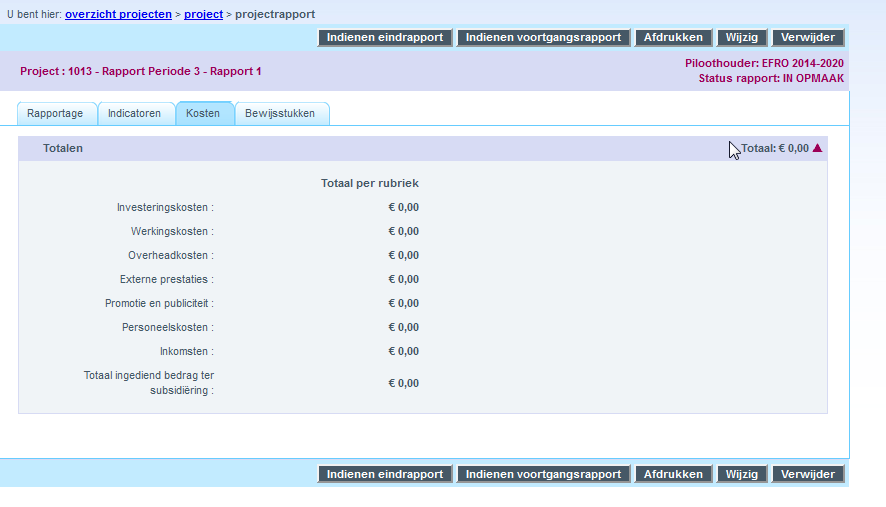 U bent hier: overzicht projecten > project > projectrapport
Indienen eindrapport Indienen voortgangsrapport Afdrukken Wijzig Verwijder
Project : 1013 - Rapport Periode 3 - Rapport 1
Piloothouder: EFRO 2014-2020
Status rapport: IN OPMAAK
Rapportage Indicatoren Kosten Bewijsstukken
Totalen Totaal: € 0,00
Totaal per rubriek
Investeringskosten : € 0,00
Werkingskosten : € 0,00
Overheadkosten : € 0,00
Externe prestaties : € 0,00
Promotie en publiciteit : € 0,00
Personeelskosten : € 0,00
Inkomsten : € 0,00
Totaal ingediend bedrag ter
subsidiëring : € 0,00
Indienen eindrapport Indienen voortgangsrapport Afdrukken Wijzig Verwijder